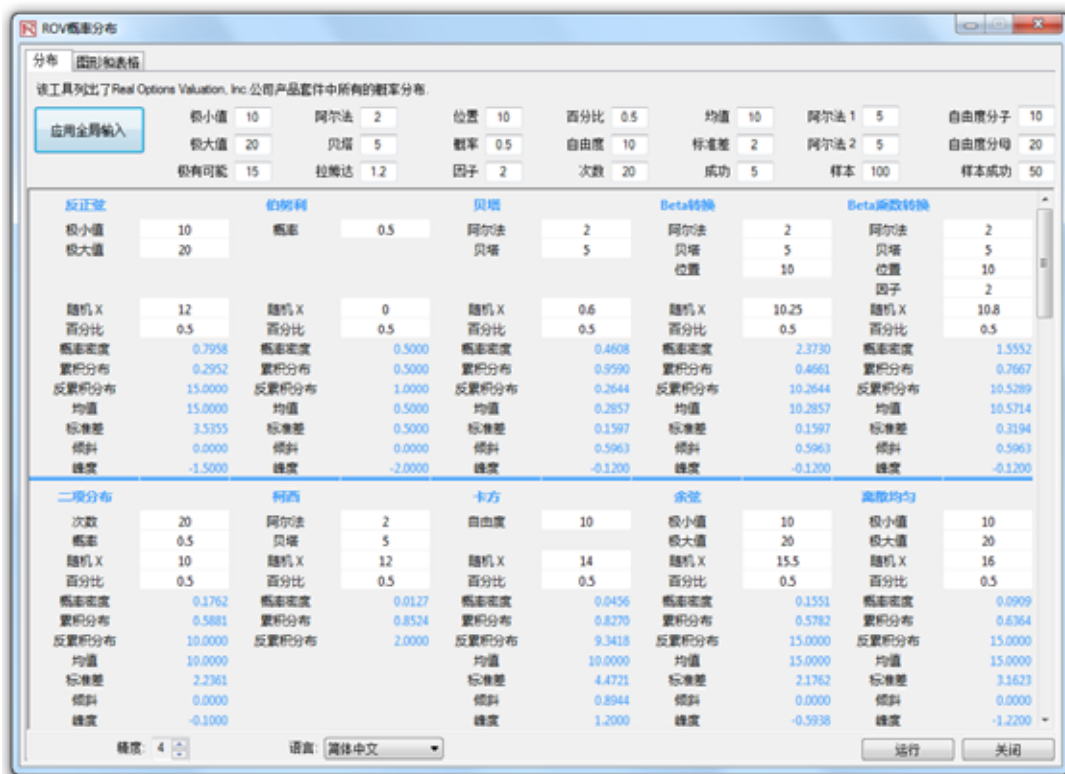 ROV概率分布
分布 图形和表格
该工具列出了Real Options Valuation, Inc.公司产品套件中所有的概率分布.
应用全局输入 极小值 10 阿尔法 2 位置 10 百分比 0.5 均值 10 阿尔法 1 5 自由度分子 10
极大值 20 贝塔 5 概率 0.5 自由度 10 标准差 2 阿尔法 2 5 自由度分母 20
极有可能 15 拉姆达 1.2 因子 2 次数 20 成功 5 样本 100 样本成功 50
反正弦 伯努利 贝塔 Beta转换 Beta乘数转换
极小值 10 概率 0.5 阿尔法 2 阿尔法 2 阿尔法 2
极大值 20 贝塔 5 贝塔 5 贝塔 5
位置 10 位置 10
因子 2
随机 X 12 随机 X 0 随机 X 0.6 随机 X 10.25 随机 X 10.8
百分比 0.5 百分比 0.5 百分比 0.5 百分比 0.5 百分比 0.5
概率密度 0.7958 概率密度 0.5000 概率密度 0.4608 概率密度 2.3730 概率密度 1.5552
累积分布 0.2952 累积分布 0.5000 累积分布 0.9590 累积分布 0.4661 累积分布 0.7667
反累积分布 15.0000 反累积分布 1.0000 反累积分布 0.2644 反累积分布 10.2644 反累积分布 10.5289
均值 15.0000 均值 0.5000 均值 0.2857 均值 10.2857 均值 10.5714
标准差 3.5355 标准差 0.5000 标准差 0.1597 标准差 0.1597 标准差 0.3194
倾斜 0.0000 倾斜 0.0000 倾斜 0.5963 倾斜 0.5963 倾斜 0.5963
峰度 -1.5000 峰度 -2.0000 峰度 -0.1200 峰度 -0.1200 峰度 -0.1200
二项分布 柯西 卡方 余弦 离散均匀
次数 20 阿尔法 2 自由度 10 极小值 10 极小值 10
概率 0.5 贝塔 5 极大值 20 极大值 20
随机 X 10 随机 X 12 随机 X 14 随机 X 15.5 随机 X 16
百分比 0.5 百分比 0.5 百分比 0.5 百分比 0.5 百分比 0.5
概率密度 0.1762 概率密度 0.0127 概率密度 0.0456 概率密度 0.1551 概率密度 0.0909
累积分布 0.5881 累积分布 0.8524 累积分布 0.8270 累积分布 0.5782 累积分布 0.6364
反累积分布 10.0000 反累积分布 2.0000 反累积分布 9.3418 反累积分布 15.0000 反累积分布 15.0000
均值 10.0000 均值 10.0000 均值 15.0000 均值 15.0000
标准差 2.2361 标准差 4.4721 标准差 2.1762 标准差 3.1623
倾斜 0.0000 倾斜 0.8944 倾斜 0.0000 倾斜 0.0000
峰度 -0.1000 峰度 1.2000 峰度 -0.5938 峰度 -1.2200
精度: 4 语言: 简体中文 运行 关闭